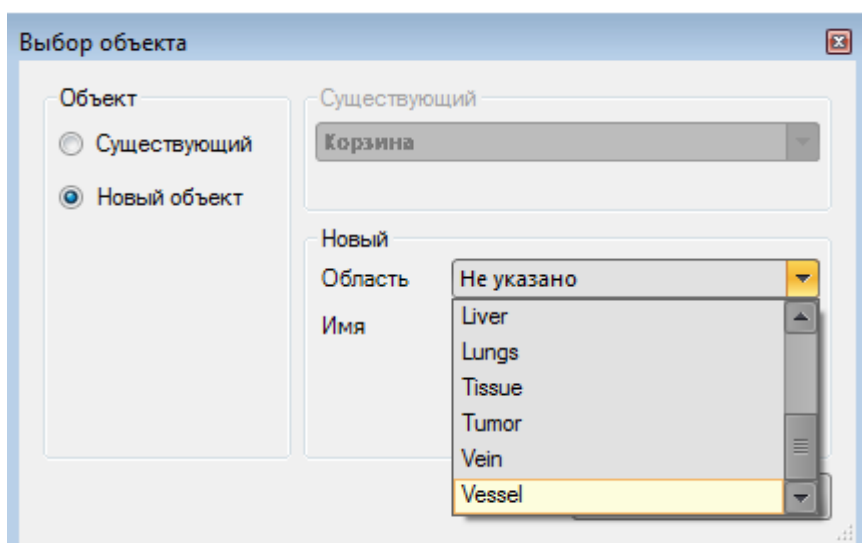 Выбор объекта
Объект
Существующий
Новый объект
Существующий
Корзина
Новый
Область
Не указано
Имя
Liver
Lungs
Tissue
Tumor
Vein
Vessel